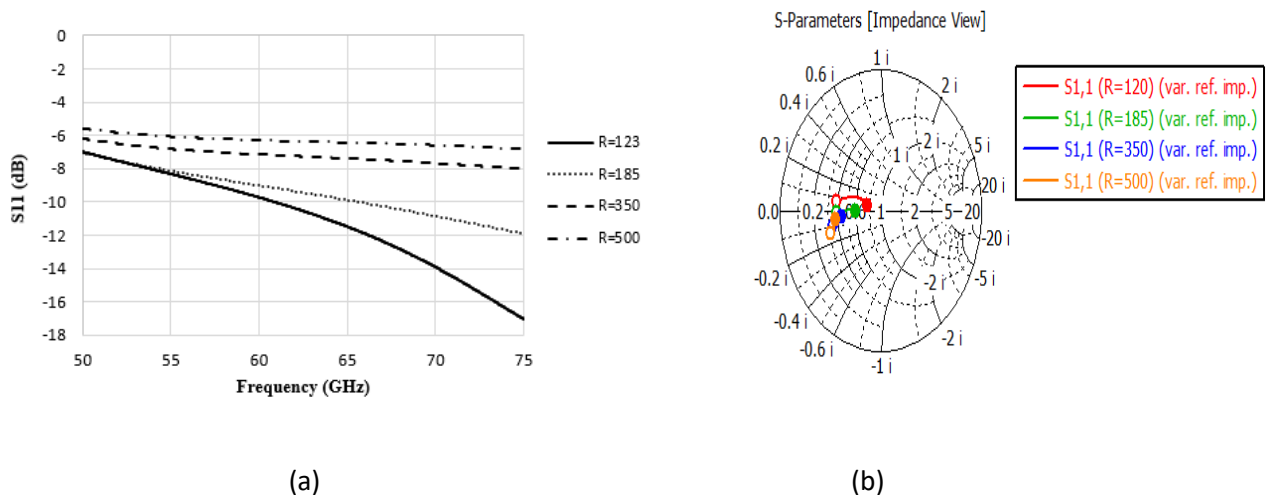 0
-2
-4
-6
-8
-10
-12
-14
-16
-18
50 55 60 65 70 75
S11 (dB)
Frequency (GHz)
R=123
R=185
R=350
R=500
(a)
S-Parameters [Impedance View]
1 i
0.6 i
2 i
0.4 i
0.2 i
2 i
5 i
1 i
20 i
0.0 0.2 1 2 5 20
-20 i
-0.2 i
-2 i
-5 i
-0.4 i
-0.6 i
-2 i
-1 i
S1,1 (R=120) (var. ref. imp.)
S1,1 (R=185) (var. ref. imp.)
S1,1 (R=350) (var. ref. imp.)
S1,1 (R=500) (var. ref. imp.)
(b)